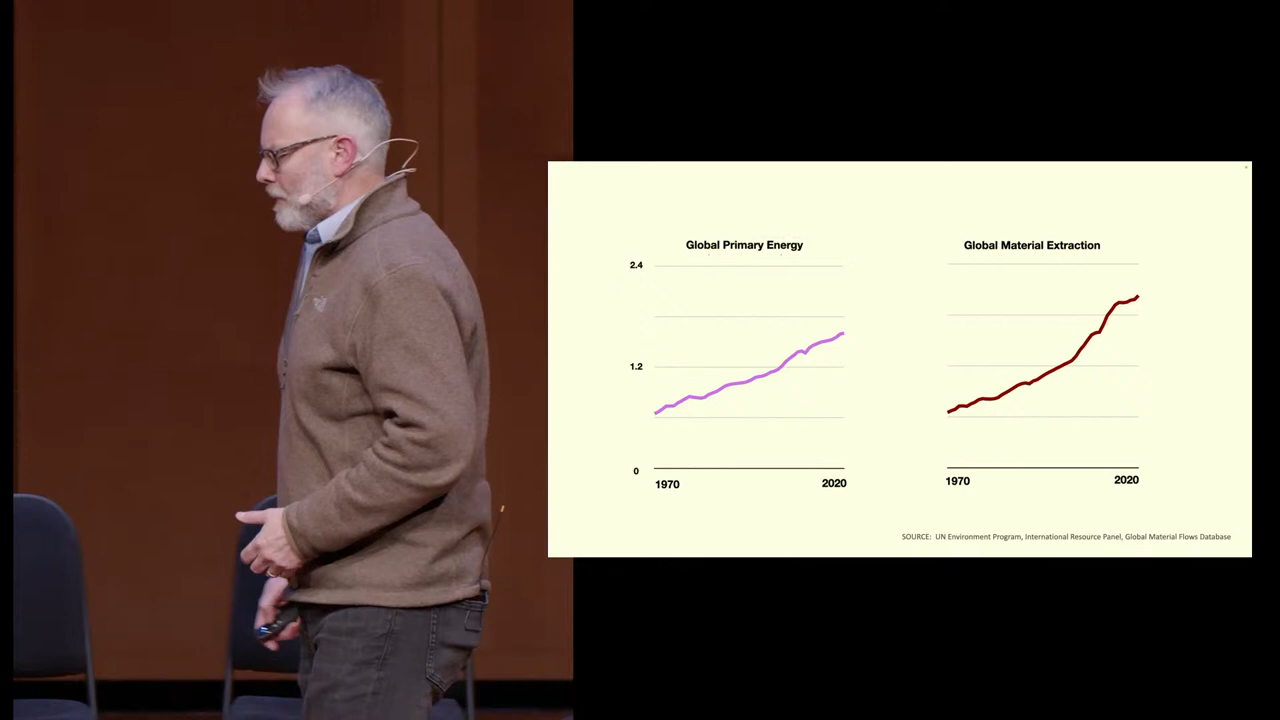 Global Primary Energy
2.4
1.2
0
1970
2020
Global Material Extraction
1970
2020
SOURCE: UN Environment Program, International Resource Panel, Global Material Flows Database